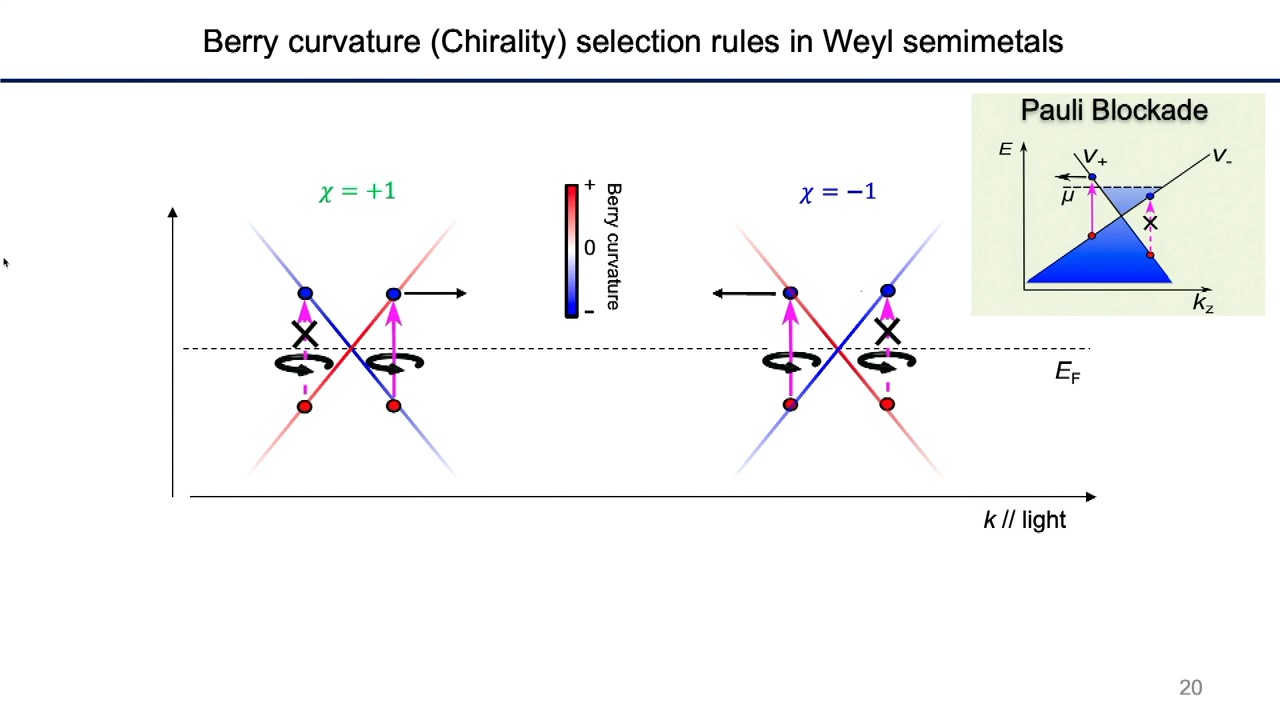 Berry curvature (Chirality) selection rules in Weyl semimetals
Pauli Blockade
E
V+
V-
μ
x
kz
χ = +1
+
0
-
Berry curvature
χ = −1
EF
k // light
20